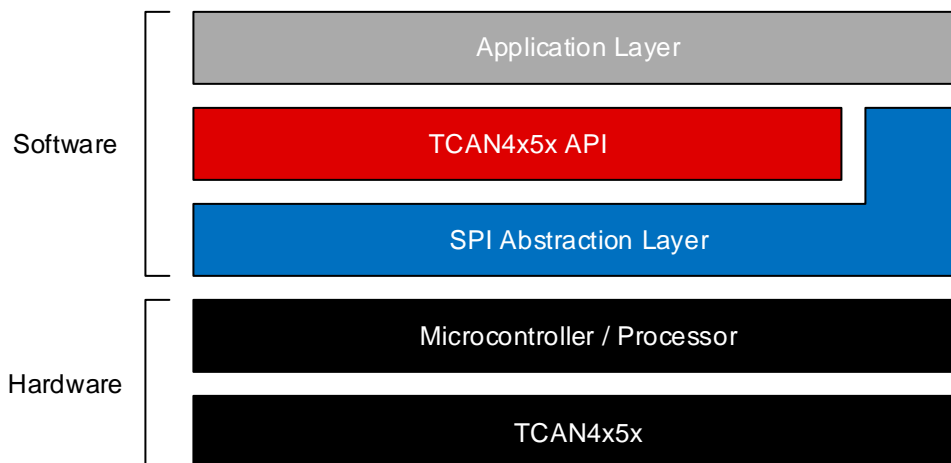 Application Layer
Software
TCAN4x5x API
SPI Abstraction Layer
Microcontroller / Processor
Hardware
TCAN4x5x